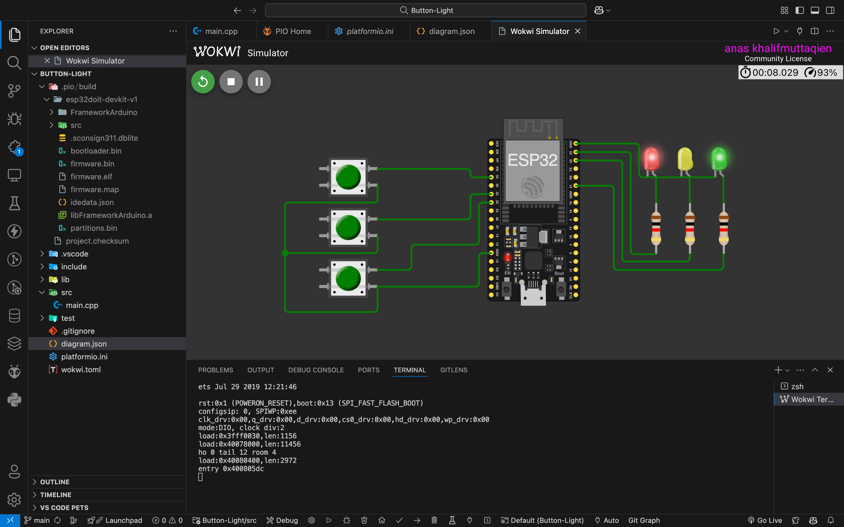 Button-Light
EXPLORER
OPEN EDITORS
Wokwi Simulator
BUTTON-LIGHT
.pio / build
esp32doit-devkit-v1
FrameworkArduino
src
.sconsign311.dblite
bootloader.bin
firmware.bin
firmware.elf
firmware.map
idedata.json
libFrameworkArduino.a
partitions.bin
project.checksum
.vscode
include
lib
src
main.cpp
test
.gitignore
diagram.json
platformio.ini
wokwi.toml
OUTLINE
TIMELINE
VS CODE PETS
main.cpp
PIO Home
platformio.ini
diagram.json
Wokwi Simulator
WOKWI Simulator
anas khalifmuttaqien
Community License
00:08.029 93%
ESP32
EN
Boot
PROBLEMS OUTPUT DEBUG CONSOLE PORTS TERMINAL GITLENS
ets Jul 29 2019 12:21:46
rst:0x1 (POWERON_RESET),boot:0x13 (SPI_FAST_FLASH_BOOT)
configsip: 0, SPIWP:0xee
clk_drv:0x00,q_drv:0x00,d_drv:0x00,cs0_drv:0x00,hd_drv:0x00,wp_drv:0x00
mode:DIO, clock div:2
load:0x3fff0030,len:1156
load:0x40078000,len:11456
ho 0 tail 12 room 4
load:0x40080400,len:2972
entry 0x400805dc
zsh
Wokwi Ter...
1
main Launchpad 0 0 Button-Light/src Debug Default (Button-Light) Auto Git Graph Go Live